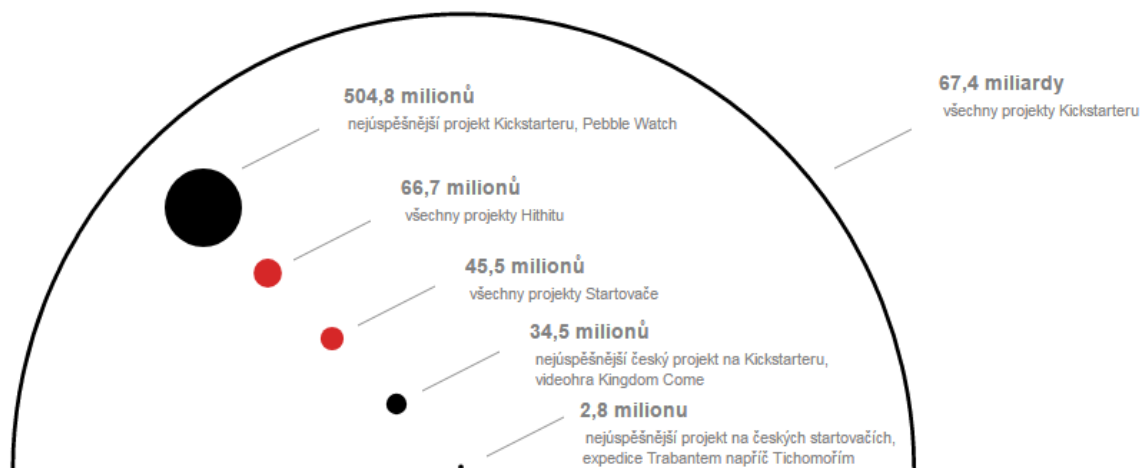 504,8 milionů
nejúspěšnější projekt Kickstarteru, Pebble Watch
67,4 miliardy
všechny projekty Kickstarteru
66,7 milionů
všechny projekty Hithitu
45,5 milionů
všechny projekty Startovače
34,5 milionů
nejúspěšnější český projekt na Kickstarteru,
videohra Kingdom Come
2,8 milionu
nejúspěšnější projekt na českých startovačích,
expedice Trabantem napříč Tichomořím